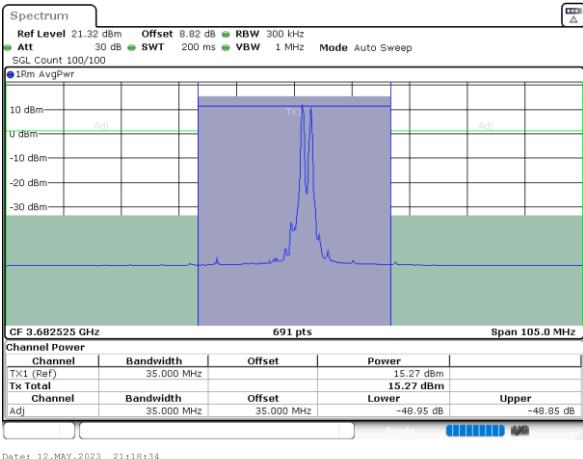 Spectrum
Ref Level 21.32 dBm Offset 8.82 dB RBW 300 kHz
Att 30 dB SWT 200 ms VBW 1 MHz Mode Auto Sweep
SGL Count 100/100
1Rm AvgPwr
10 dBm
TX1
Adj
Adj
0 dBm
-10 dBm
-20 dBm
-30 dBm
CF 3.682525 GHz 691 pts Span 105.0 MHz
Channel Power
Channel Bandwidth Offset Power
TX1 (Ref) 35.000 MHz 15.27 dBm
Tx Total 15.27 dBm
Channel Bandwidth Offset Lower Upper
Adj 35.000 MHz 35.000 MHz -48.95 dB -48.85 dB
Ready
Date: 12.MAY.2023 21:18:34